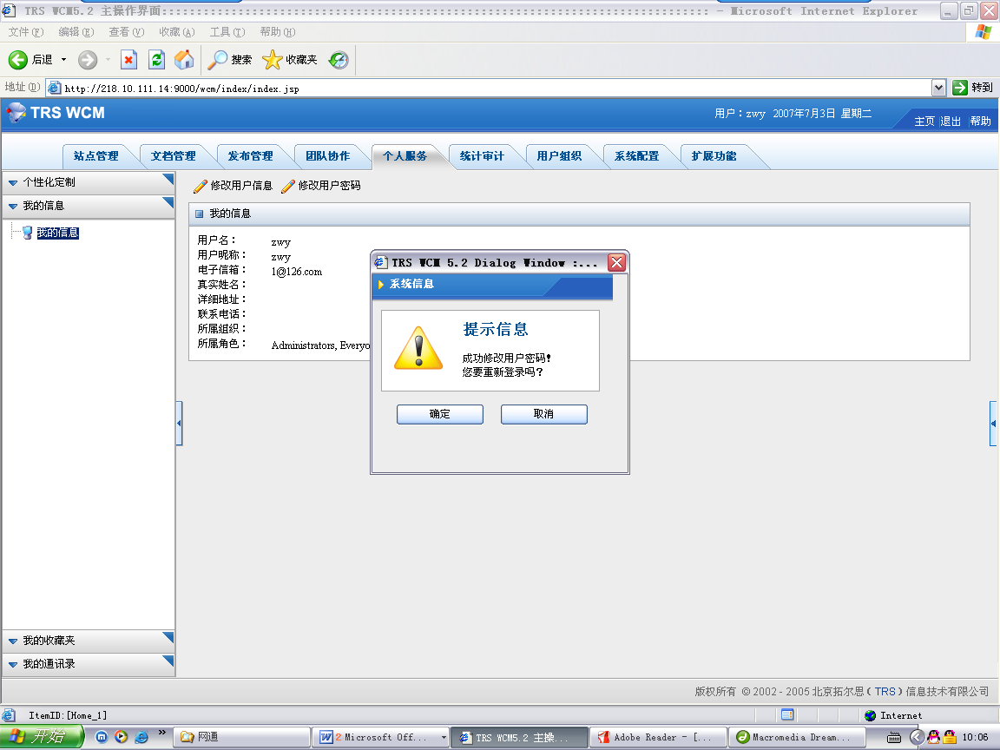 TRS WCM5.2 主操作界面:::::::::::::::::::::::::::::::::::::::::::::::::::::::::::::::::::::::::::::: - Microsoft Internet Explorer
文件(F) 编辑(E) 查看(V) 收藏(A) 工具(T) 帮助(H)
后退 搜索 收藏夹
地址(D) http://218.10.111.14:9000/wcm/index/index.jsp 转到
TRS WCM 用户：zwy 2007年7月3日 星期二
主页 |退出 |帮助
站点管理 文档管理 发布管理 团队协作 个人服务 统计审计 用户组织 系统配置 扩展功能
个性化定制
我的信息
我的信息
修改用户信息 修改用户密码
我的信息
用户名： zwy
用户昵称： zwy
电子信箱： 1@126.com
真实姓名：
详细地址：
联系电话：
所属组织：
所属角色： Administrators, Everyo
TRS WCM 5.2 Dialog Window :...
系统信息
提示信息
成功修改用户密码!
您要重新登录吗?
确定 取消
我的收藏夹
我的通讯录
版权所有 © 2002 - 2005 北京拓尔思 ( TRS ) 信息技术有限公司
ItemID:[Home_1] Internet
开始 » 网通 2 Microsoft Off... TRS WCM5.2 主操... Adobe Reader - [... Macromedia Dream... 10:06